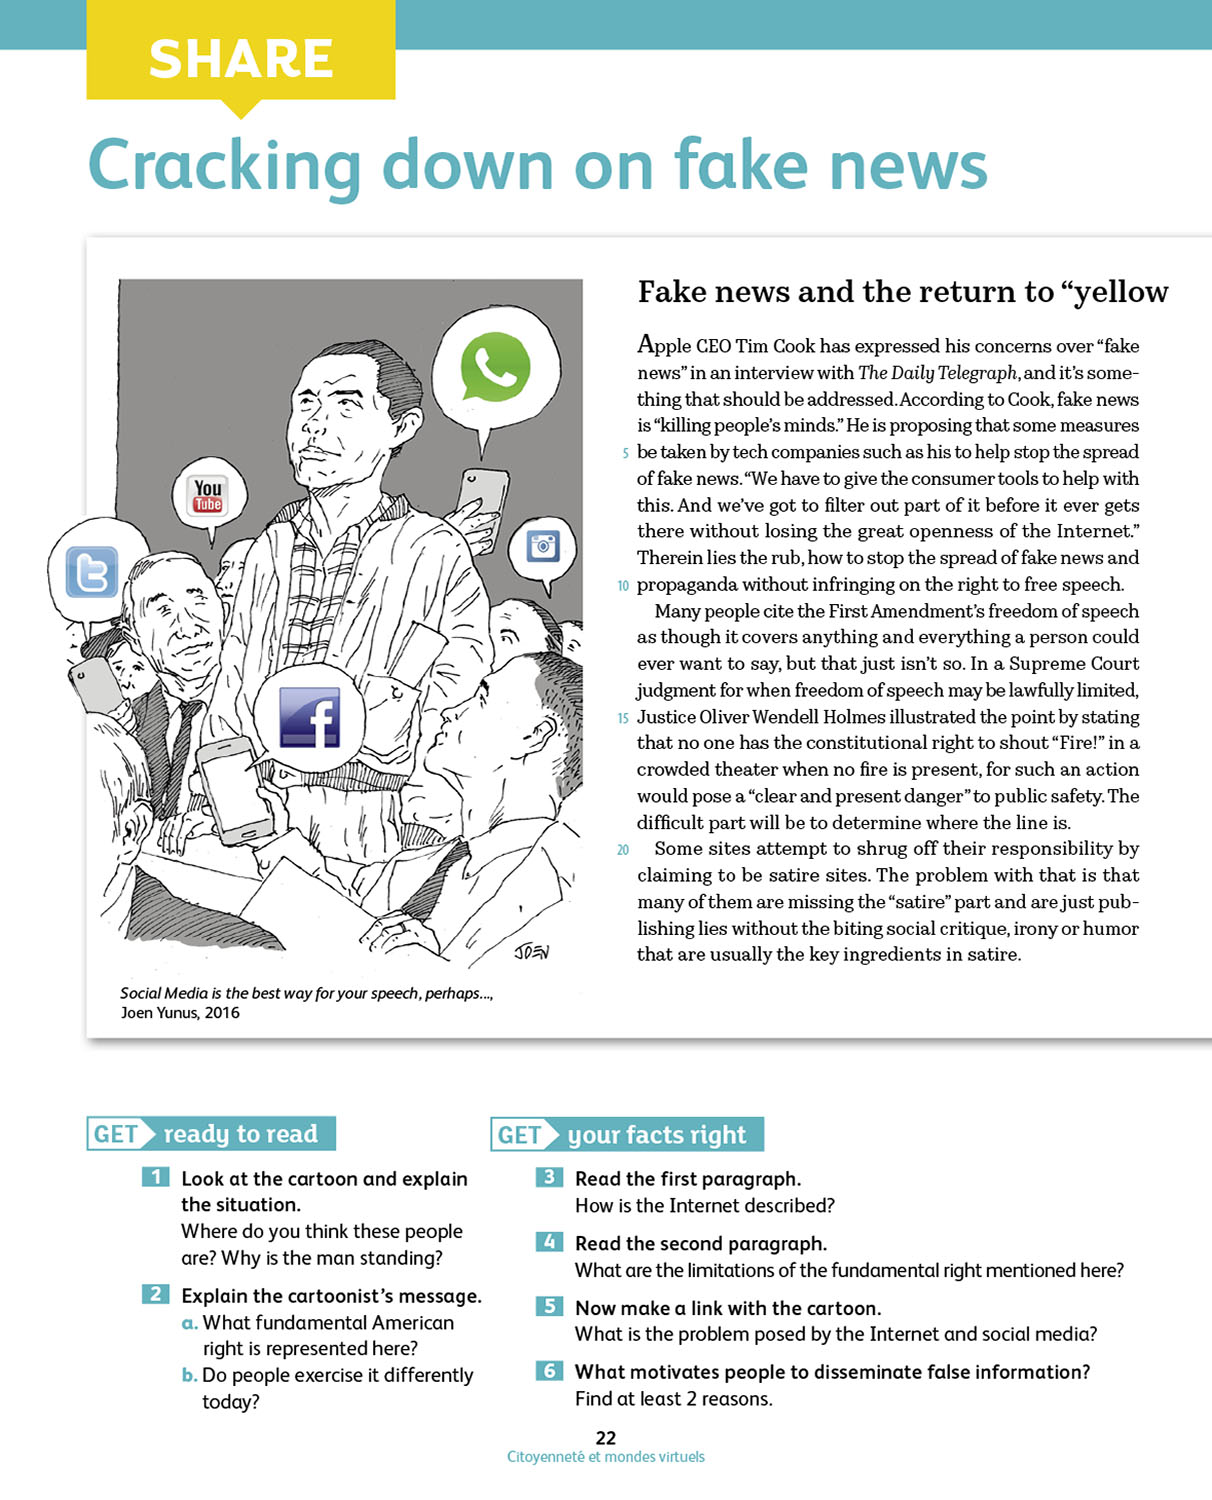 SHARE
Cracking down on fake news
You
Tube
t
f
JOEN
Social Media is the best way for your speech, perhaps...,
Joen Yunus, 2016
Fake news and the return to “yellow
Apple CEO Tim Cook has expressed his concerns over “fake
news” in an interview with The Daily Telegraph, and it’s some-
thing that should be addressed. According to Cook, fake news
is “killing people’s minds.” He is proposing that some measures
5 be taken by tech companies such as his to help stop the spread
of fake news. “We have to give the consumer tools to help with
this. And we’ve got to filter out part of it before it ever gets
there without losing the great openness of the Internet.”
Therein lies the rub, how to stop the spread of fake news and
10 propaganda without infringing on the right to free speech.
Many people cite the First Amendment’s freedom of speech
as though it covers anything and everything a person could
ever want to say, but that just isn’t so. In a Supreme Court
judgment for when freedom of speech may be lawfully limited,
15 Justice Oliver Wendell Holmes illustrated the point by stating
that no one has the constitutional right to shout “Fire!” in a
crowded theater when no fire is present, for such an action
would pose a “clear and present danger” to public safety. The
difficult part will be to determine where the line is.
20 Some sites attempt to shrug off their responsibility by
claiming to be satire sites. The problem with that is that
many of them are missing the “satire” part and are just pub-
lishing lies without the biting social critique, irony or humor
that are usually the key ingredients in satire.
GET ready to read
1 Look at the cartoon and explain
the situation.
Where do you think these people
are? Why is the man standing?
2 Explain the cartoonist’s message.
a. What fundamental American
right is represented here?
b. Do people exercise it differently
today?
GET your facts right
3 Read the first paragraph.
How is the Internet described?
4 Read the second paragraph.
What are the limitations of the fundamental right mentioned here?
5 Now make a link with the cartoon.
What is the problem posed by the Internet and social media?
6 What motivates people to disseminate false information?
Find at least 2 reasons.
22
Citoyenneté et mondes virtuels